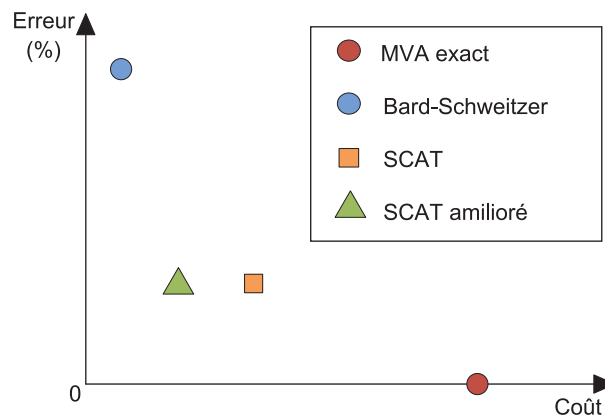 Erreur
(%)
MVA exact
Bard-Schweitzer
SCAT
SCAT amilioré
0
Coût